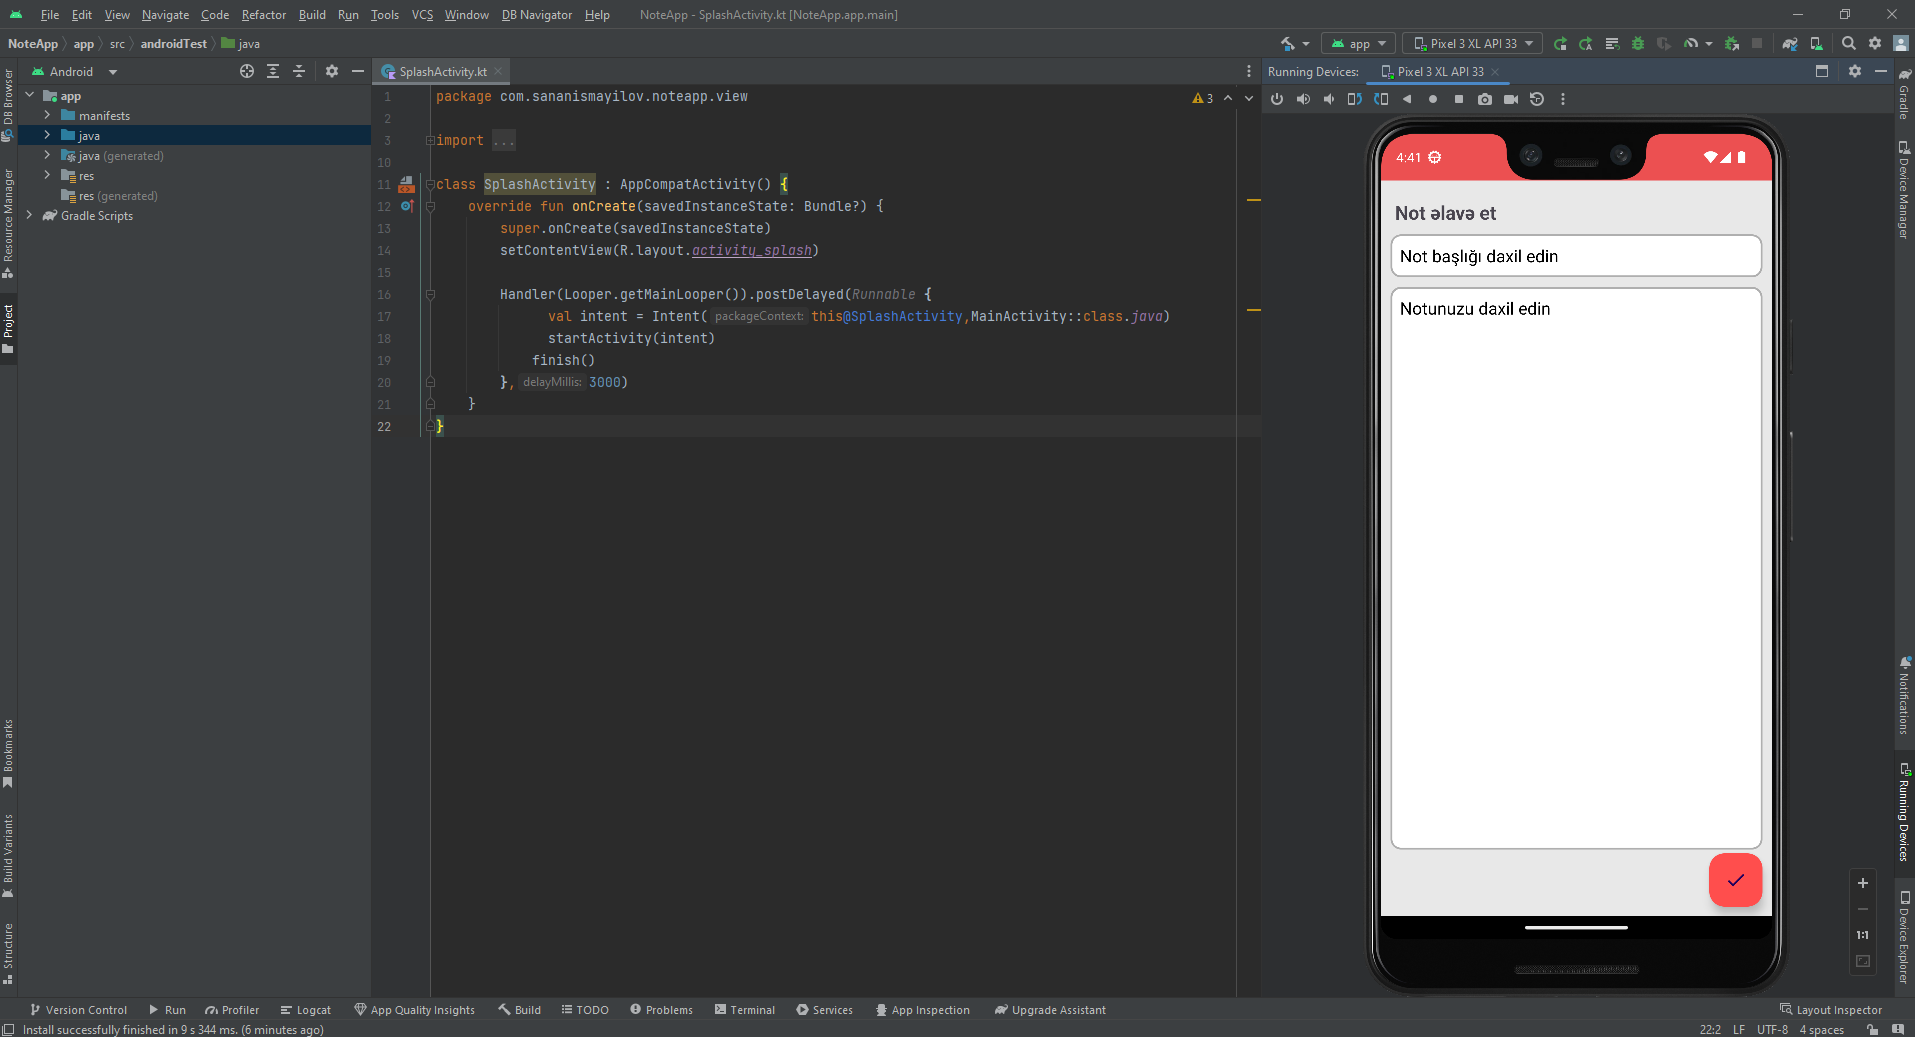 File Edit View Navigate Code Refactor Build Run Tools VCS Window DB Navigator Help NoteApp - SplashActivity.kt [NoteApp.app.main]
NoteApp app src androidTest java app Pixel 3 XL API 33
Android SplashActivity.kt Running Devices: Pixel 3 XL API 33
DB Browser
Resource Manager
Project
Bookmarks
Build Variants
Structure
app
manifests
java
java (generated)
res
res (generated)
Gradle Scripts
3
1 package com.sananismayilov.noteapp.view
2
3 import ...
10
11 class SplashActivity : AppCompatActivity() {
12 override fun onCreate(savedInstanceState: Bundle?) {
13 super.onCreate(savedInstanceState)
14 setContentView(R.layout.activity_splash)
15
16 Handler(Looper.getMainLooper()).postDelayed(Runnable {
17 val intent = Intent( packageContext: this@SplashActivity,MainActivity::class.java)
18 startActivity(intent)
19 finish()
20 }, delayMillis: 3000)
21 }
22 }
4:41
Not əlavə et
Not başlığı daxil edin
Notunuzu daxil edin
1:1
Gradle
Device Manager
Notifications
Running Devices
Device Explorer
Version Control Run Profiler Logcat App Quality Insights Build TODO Problems Terminal Services App Inspection Upgrade Assistant Layout Inspector
Install successfully finished in 9 s 344 ms. (6 minutes ago) 22:2 LF UTF-8 4 spaces